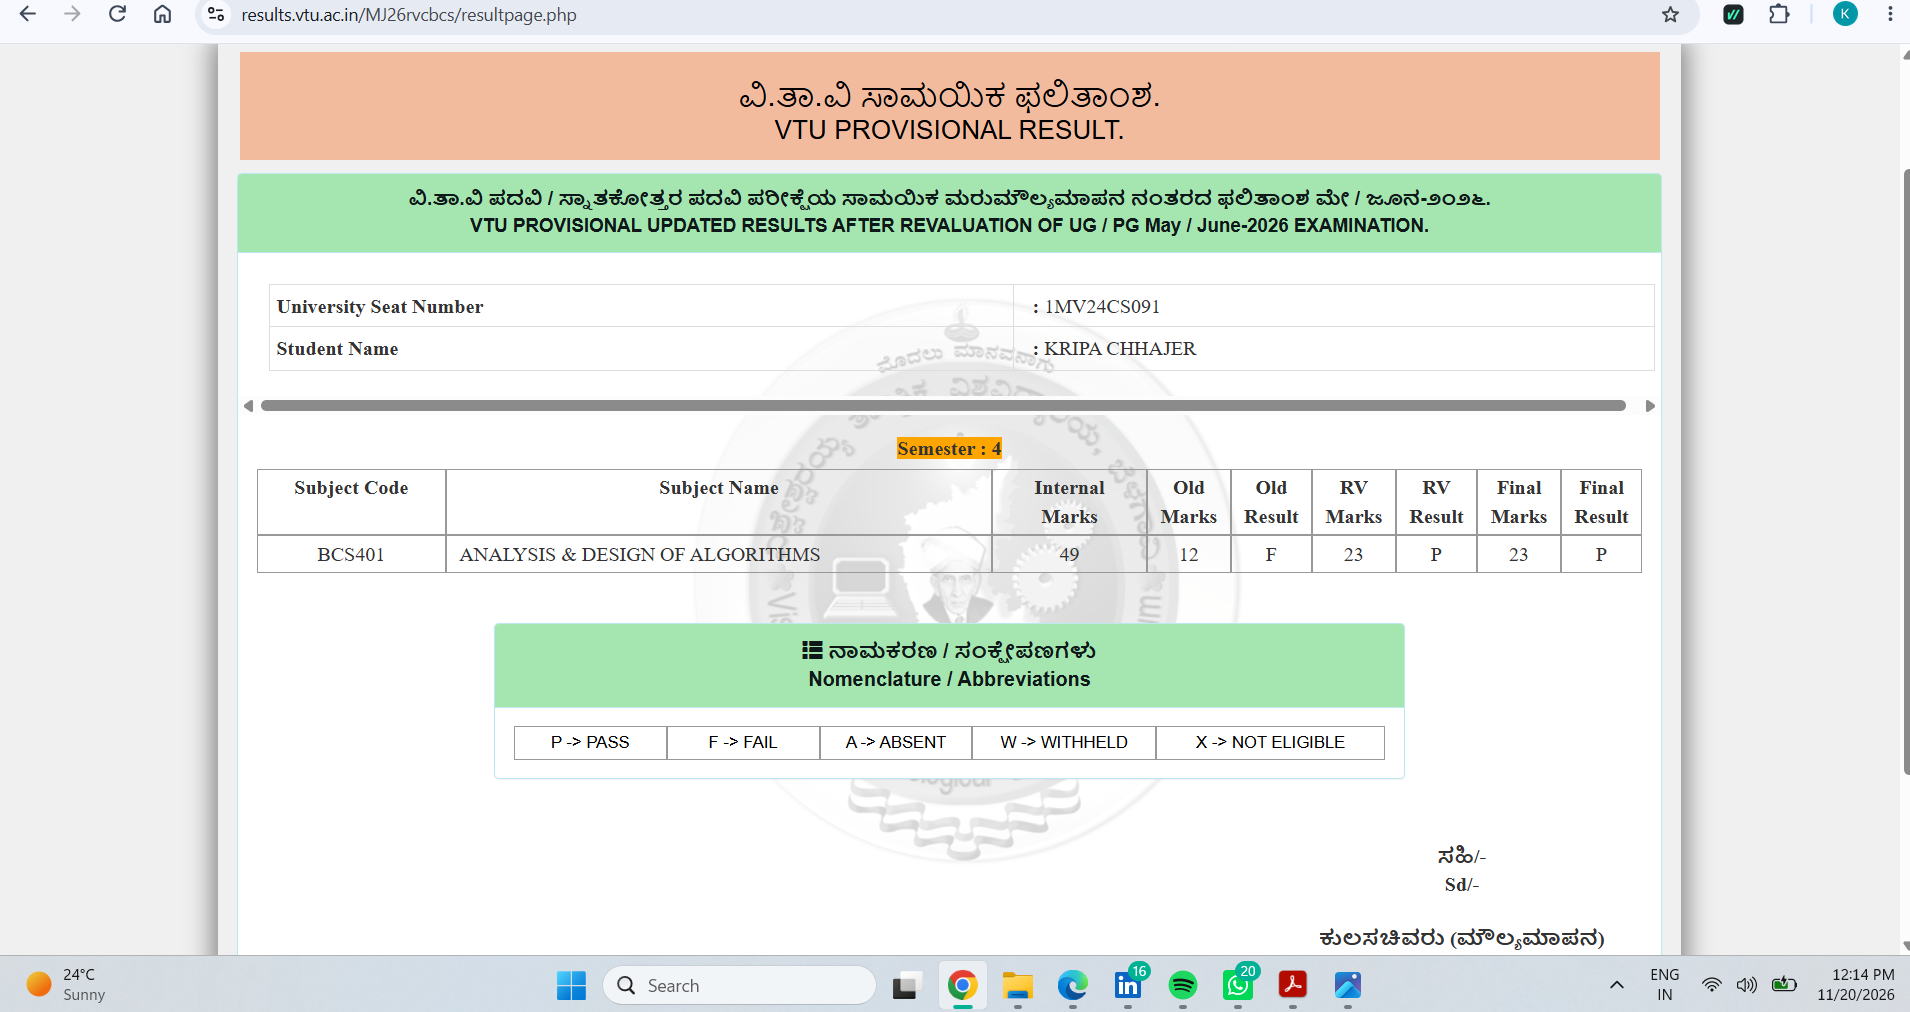 results.vtu.ac.in/MJ26rvcbcs/resultpage.php
K
ವಿ.ತಾ.ವಿ ಸಾಮಯಿಕ ಫಲಿತಾಂಶ.
VTU PROVISIONAL RESULT.
ವಿ.ತಾ.ವಿ ಪದವಿ / ಸ್ನಾತಕೋತ್ತರ ಪದವಿ ಪರೀಕ್ಷೆಯ ಸಾಮಯಿಕ ಮರುಮೌಲ್ಯಮಾಪನ ನಂತರದ ಫಲಿತಾಂಶ ಮೇ / ಜೂನ-೨೦೨೬.
VTU PROVISIONAL UPDATED RESULTS AFTER REVALUATION OF UG / PG May / June-2026 EXAMINATION.
University Seat Number : 1MV24CS091
Student Name : KRIPA CHHAJER
ಮೊದಲು ಮಾನವನಾಗು
Semester : 4
Subject Code Subject Name Internal Marks Old Marks Old Result RV Marks RV Result Final Marks Final Result
BCS401 ANALYSIS & DESIGN OF ALGORITHMS 49 12 F 23 P 23 P
ನಾಮಕರಣ / ಸಂಕ್ಷೇಪಣಗಳು
Nomenclature / Abbreviations
P -> PASS F -> FAIL A -> ABSENT W -> WITHHELD X -> NOT ELIGIBLE
ಸಹಿ/-
Sd/-
ಕುಲಸಚಿವರು (ಮೌಲ್ಯಮಾಪನ)
24°C
Sunny
Search
16
20
ENG
IN
12:14 PM
11/20/2026